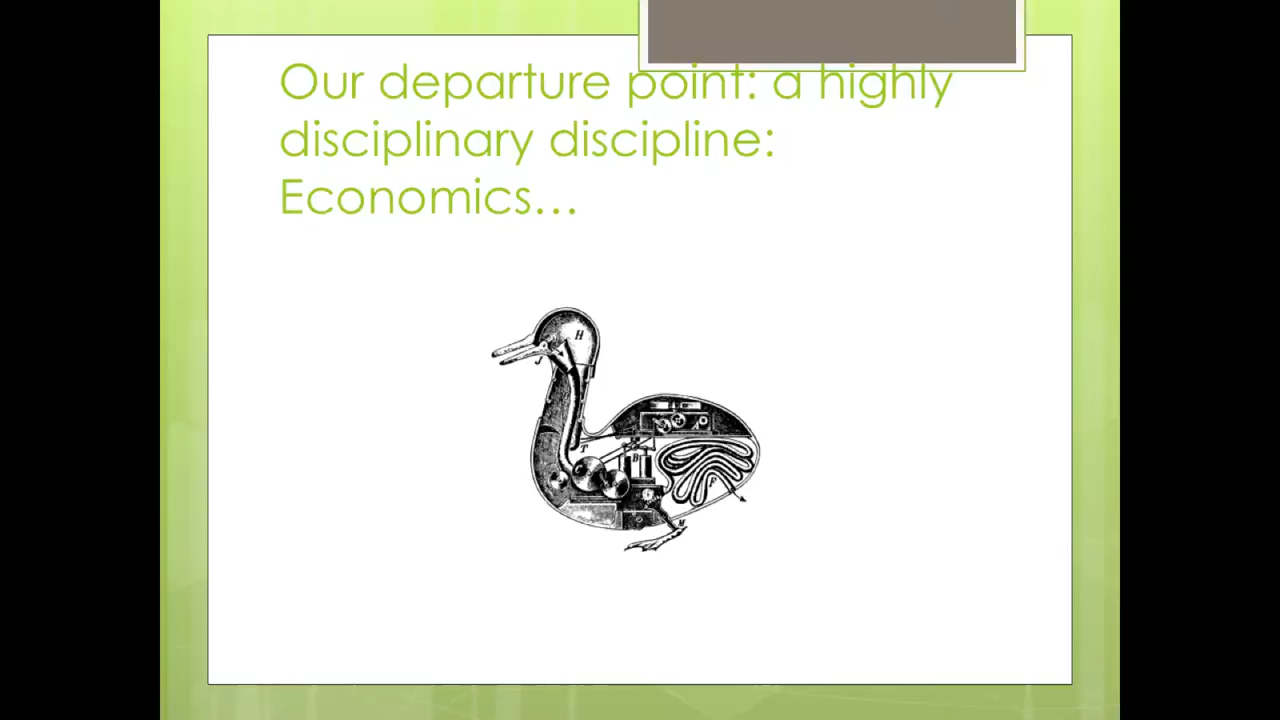 Our departure point: a highly
disciplinary discipline:
Economics…
H
J
A
T
B
F
M